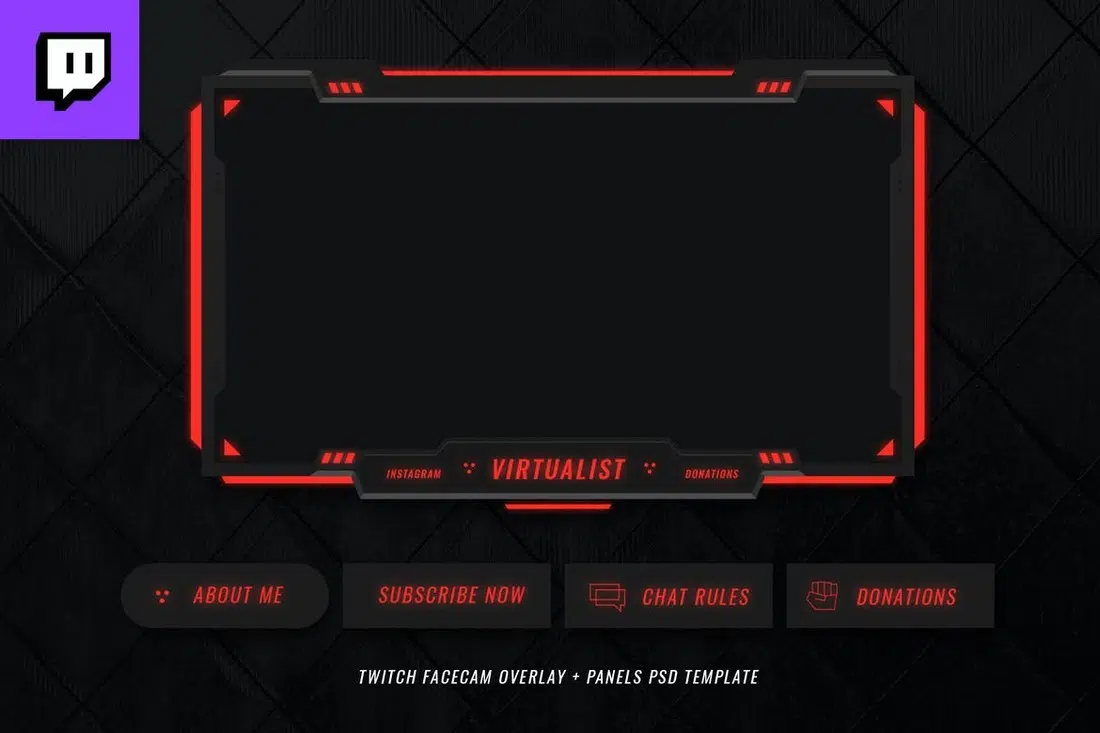 INSTAGRAM
VIRTUALIST
DONATIONS
ABOUT ME
SUBSCRIBE NOW
CHAT RULES
DONATIONS
TWITCH FACECAM OVERLAY + PANELS PSD TEMPLATE